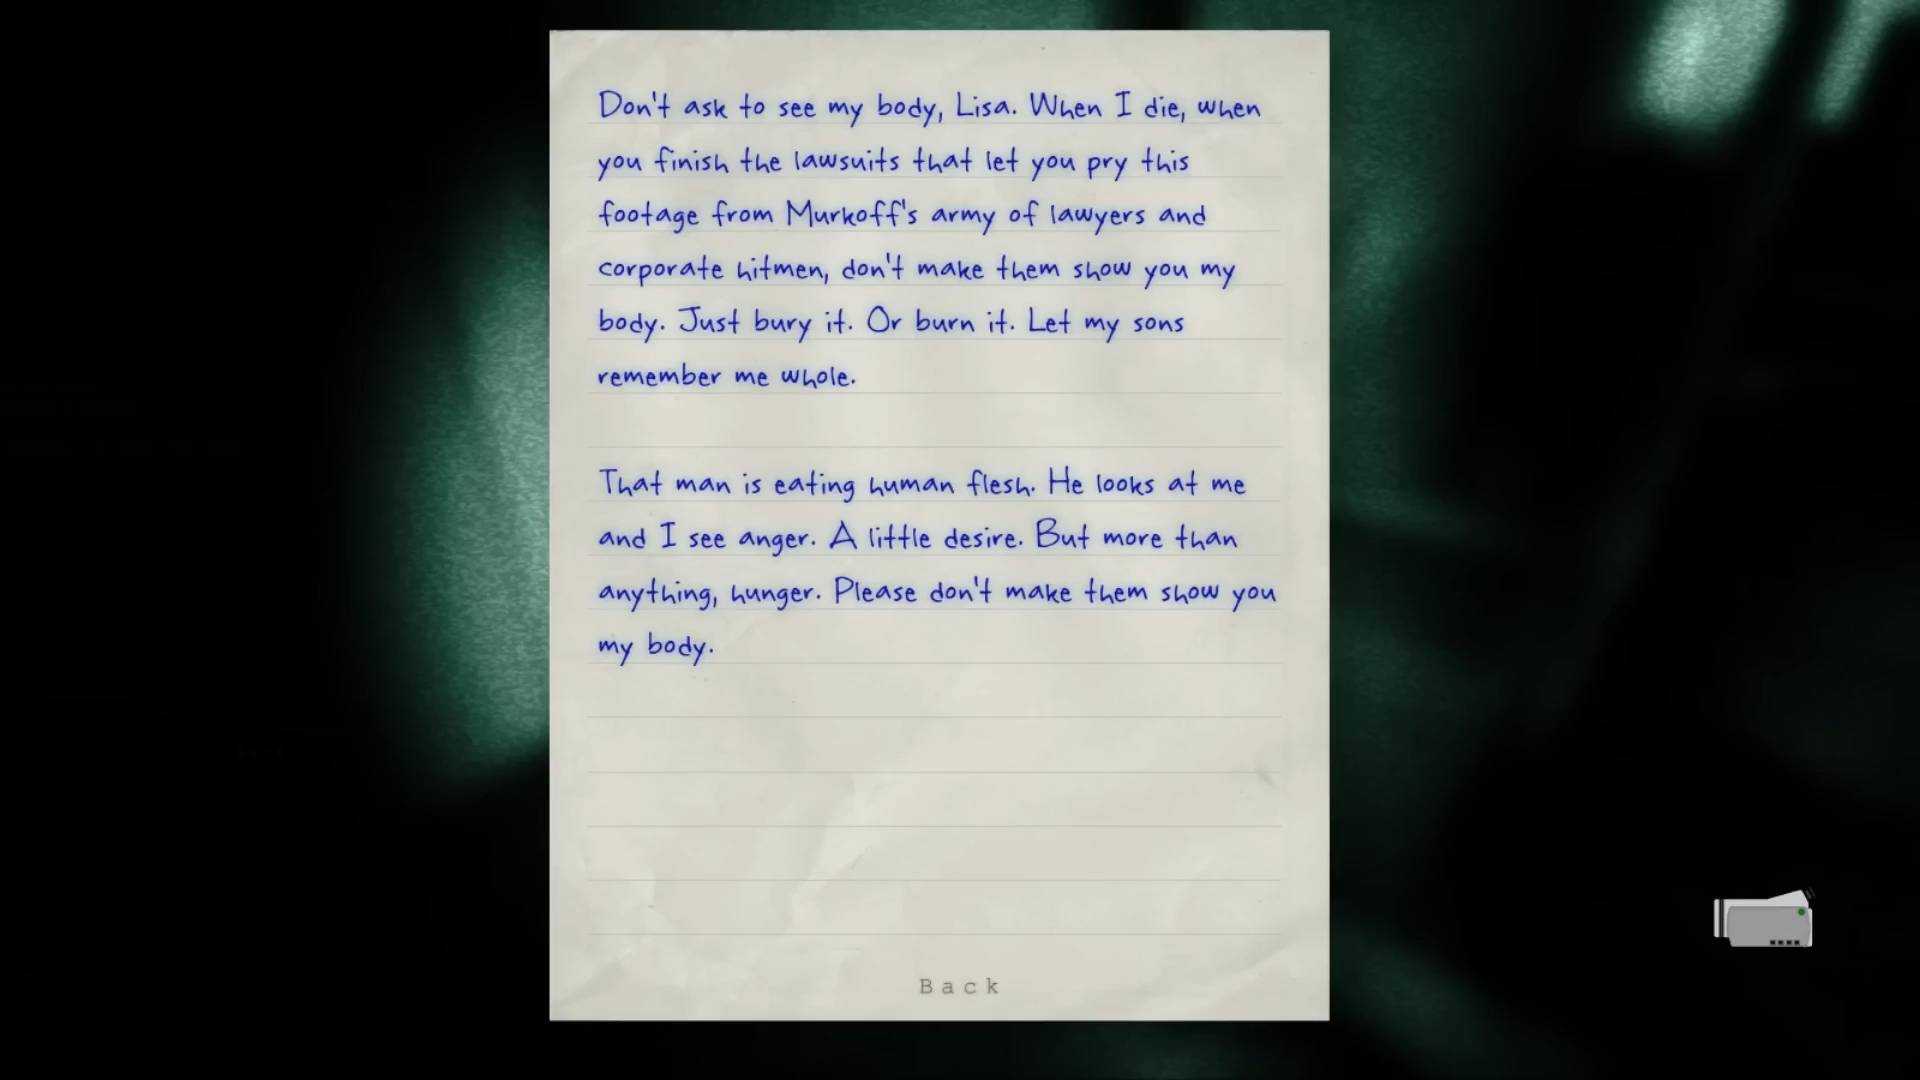 Don't ask to see my body, Lisa. When I die, when
you finish the lawsuits that let you pry this
footage from Murkoff's army of lawyers and
corporate hitmen, don't make them show you my
body. Just bury it. Or burn it. Let my sons
remember me whole.
That man is eating human flesh. He looks at me
and I see anger. A little desire. But more than
anything, hunger. Please don't make them show you
my body.
Back